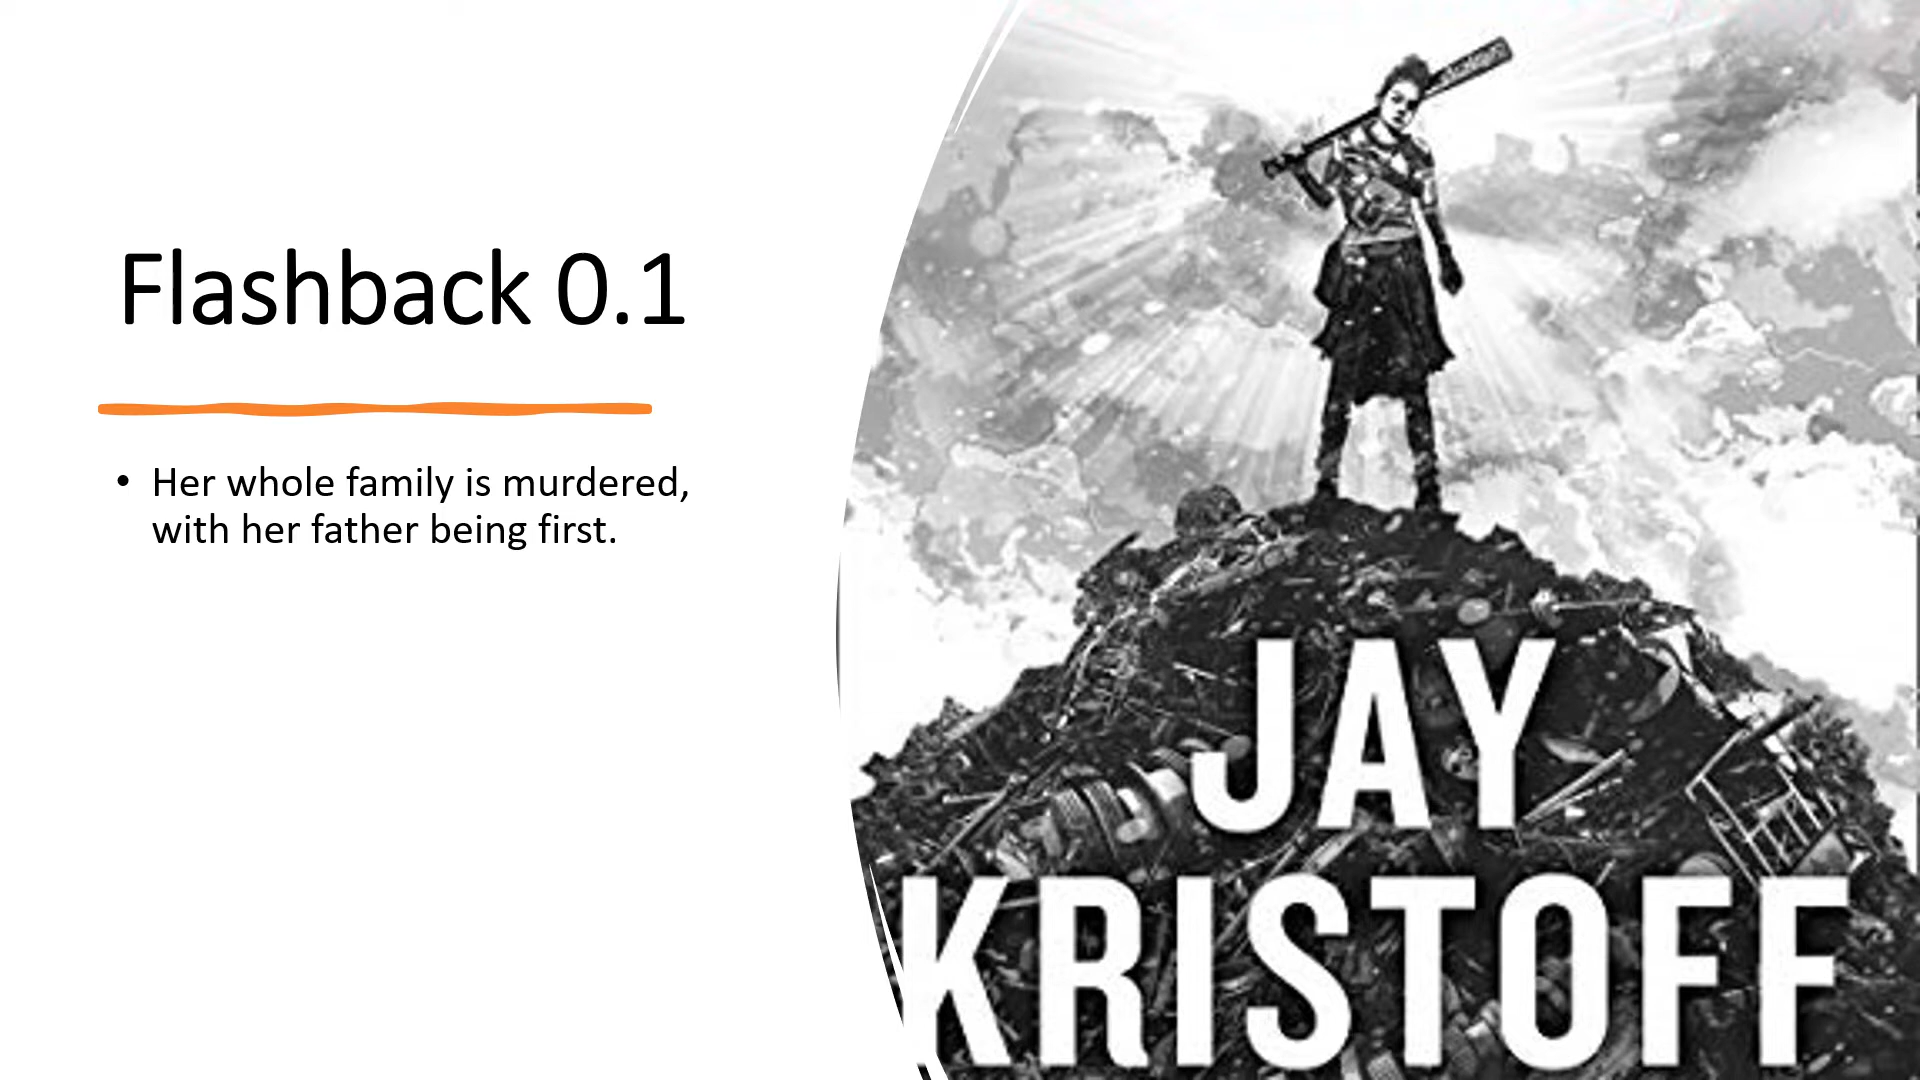 Flashback 0.1
• Her whole family is murdered,
with her father being first.
JAY
KRISTOFF